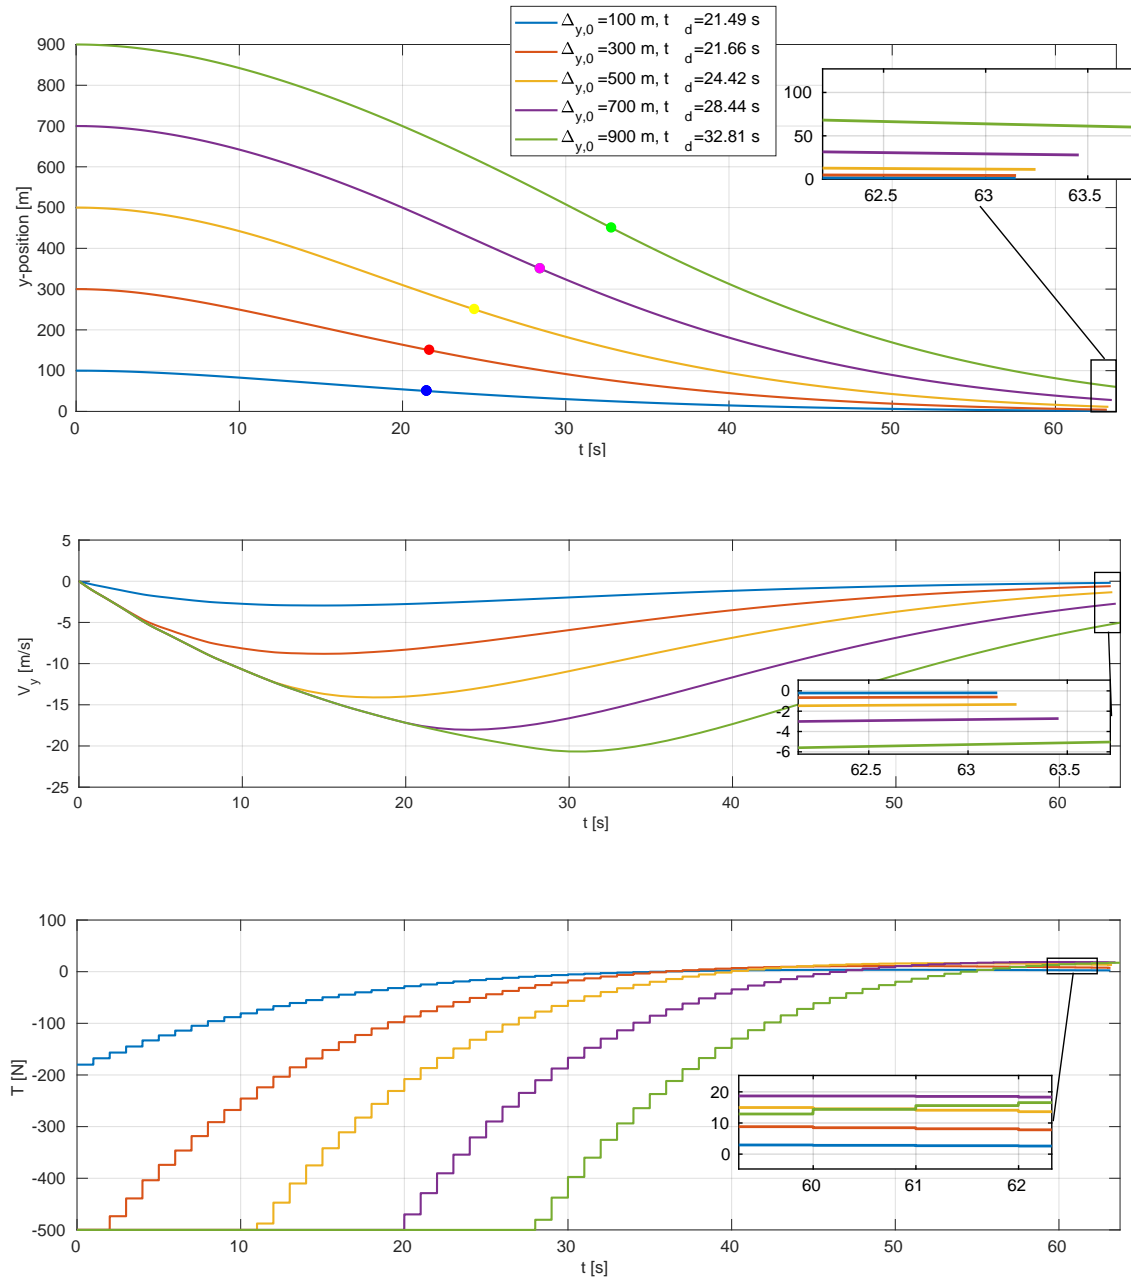 Δy,0 =100 m, t d=21.49 s
Δy,0 =300 m, t d=21.66 s
Δy,0 =500 m, t d=24.42 s
Δy,0 =700 m, t d=28.44 s
Δy,0 =900 m, t d=32.81 s
900
800
700
600
500
400
300
200
100
0
y-position [m]
0 10 20 30 40 50 60
t [s]
100
50
0
62.5 63 63.5
5
0
-5
-10
-15
-20
-25
Vy [m/s]
0 10 20 30 40 50 60
t [s]
0
-2
-4
-6
62.5 63 63.5
100
0
-100
-200
-300
-400
-500
T [N]
0 10 20 30 40 50 60
t [s]
20
10
0
60 61 62